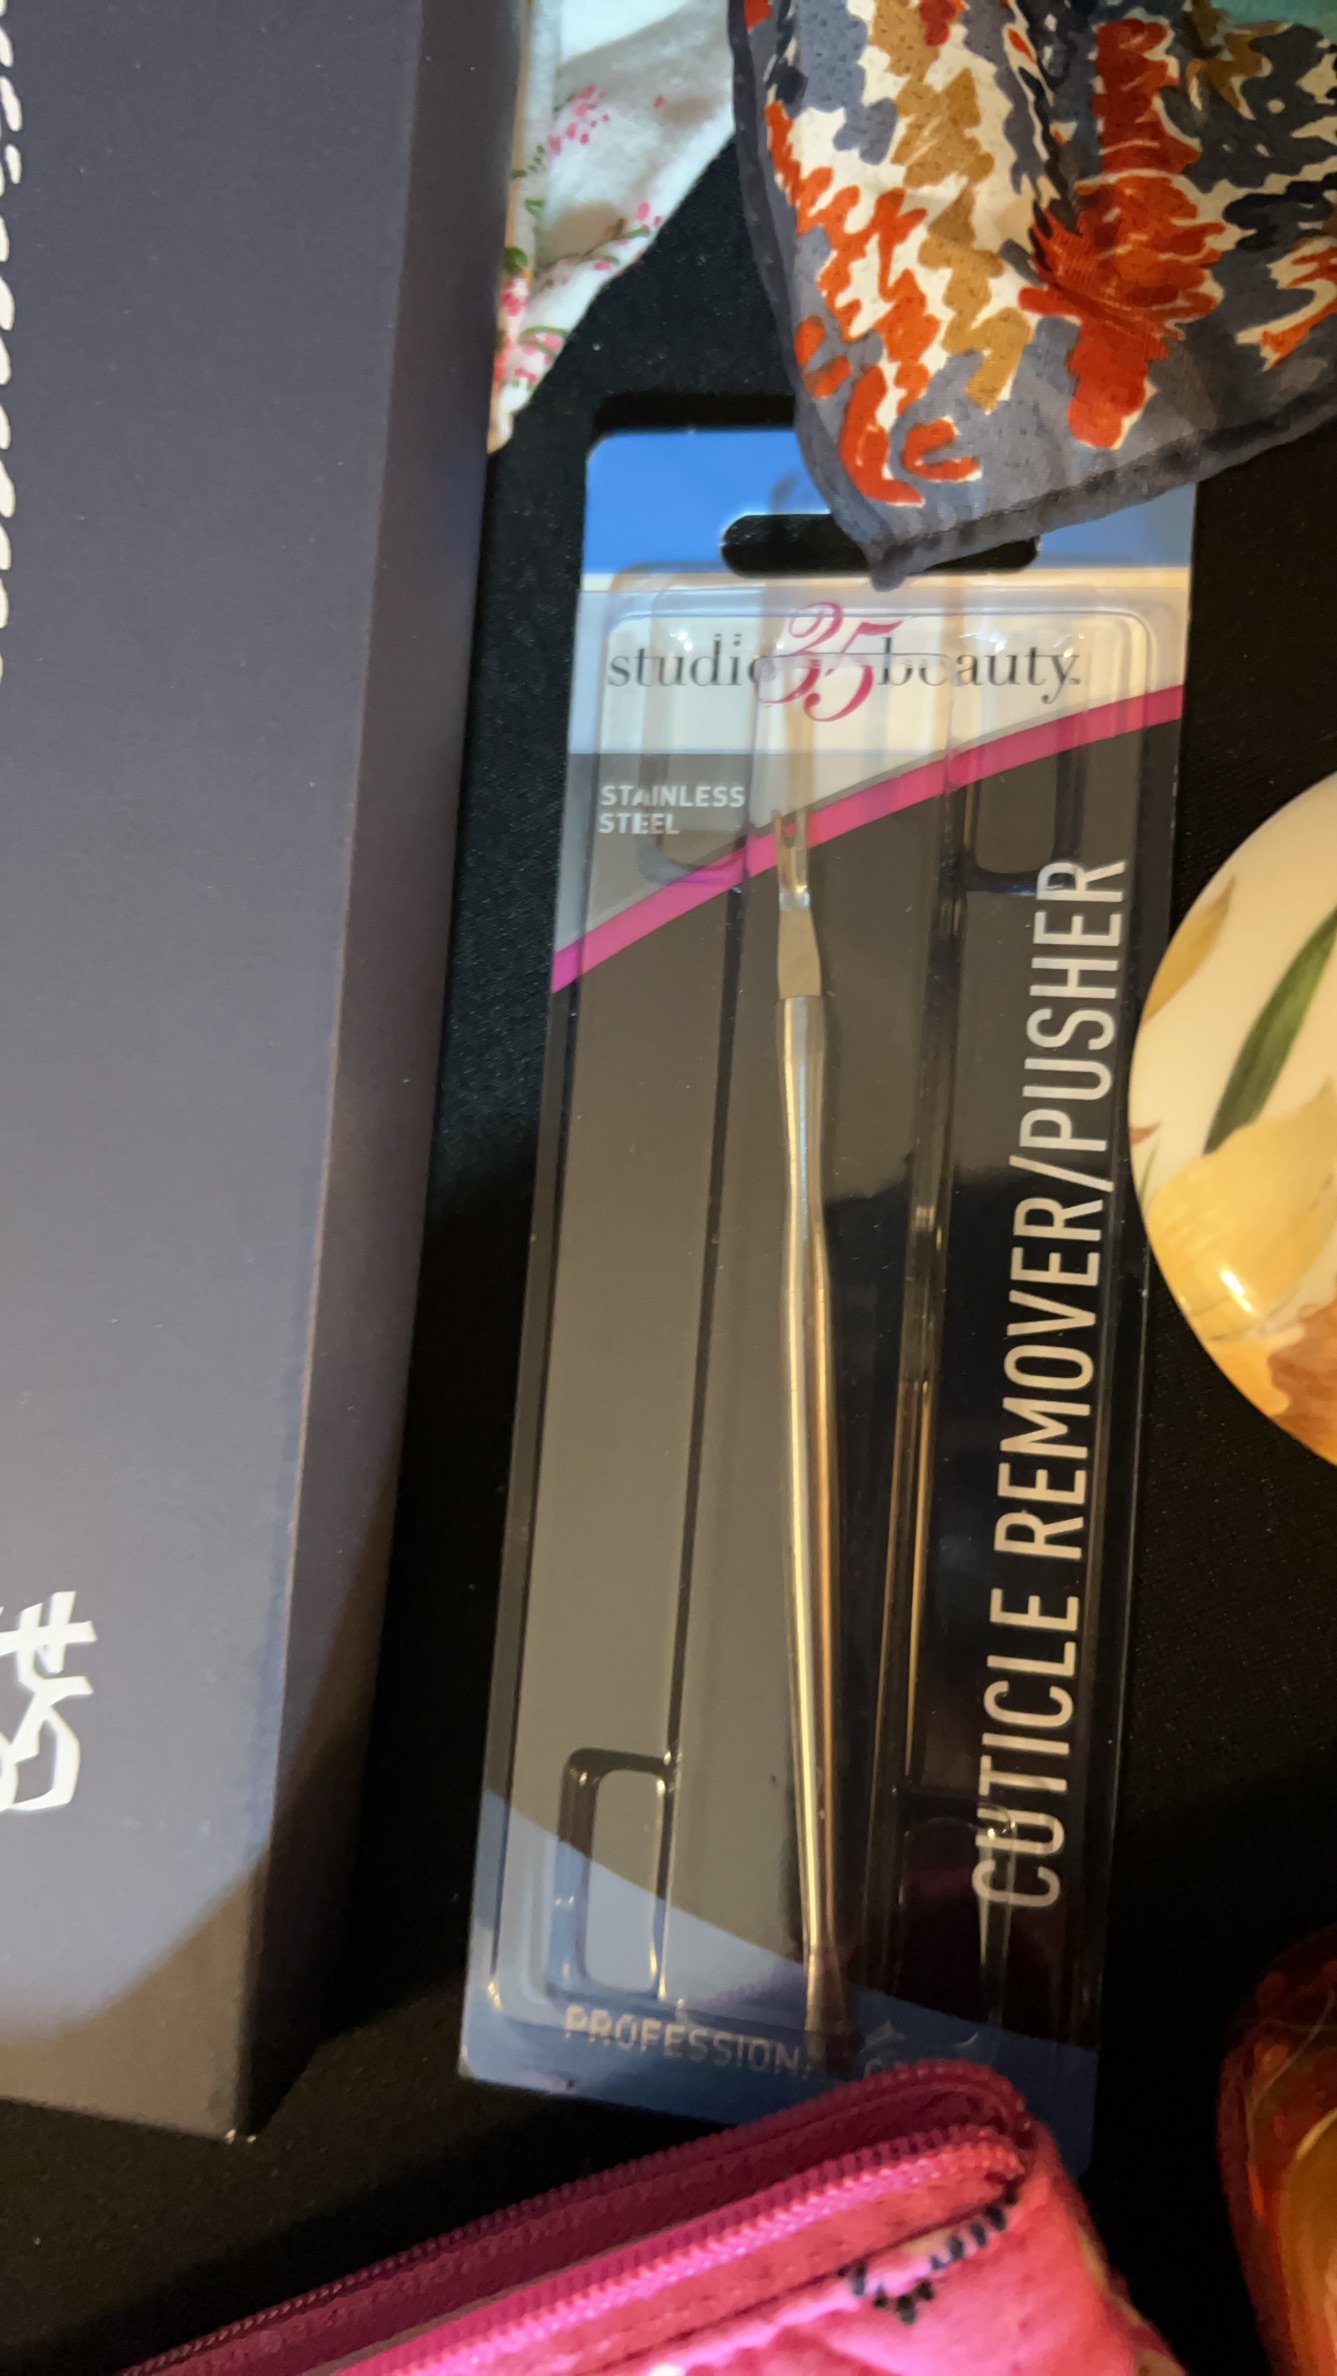 studio 35 beauty.
STAINLESS
STEEL
CUTICLE REMOVER/PUSHER